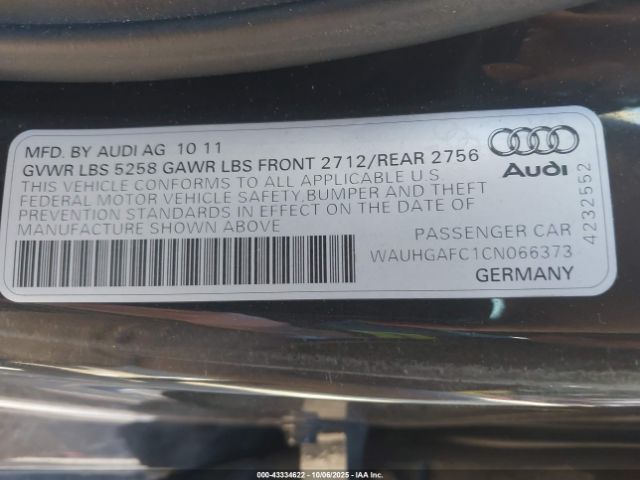 MFD. BY AUDI AG 10 11
GVWR LBS 5258 GAWR LBS FRONT 2712/REAR 2756
THIS VEHICLE CONFORMS TO ALL APPLICABLE U.S.
FEDERAL MOTOR VEHICLE SAFETY,BUMPER AND THEFT
PREVENTION STANDARDS IN EFFECT ON THE DATE OF
MANUFACTURE SHOWN ABOVE
Audi
4232552
PASSENGER CAR
WAUHGAFC1CN066373
GERMANY
000-43334622 - 10/06/2025 - IAA Inc.